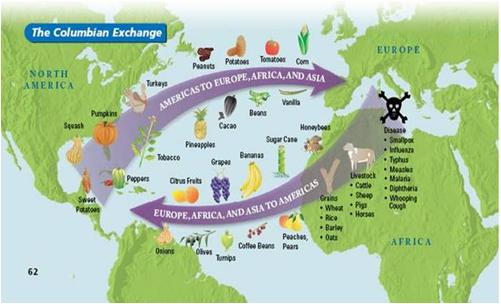 The Columbian Exchange
NORTH
AMERICA
EUROPE
AFRICA
Peanuts
Potatoes
Tomatoes
Corn
Turkeys
AMERICAS TO EUROPE, AFRICA, AND ASIA
Pumpkins
Squash
Cacao
Beans
Vanilla
Pineapples
Tobacco
Peppers
Sweet
Potatoes
Sugar Cane
Honeybees
Disease
• Smallpox
• Influenza
• Typhus
• Measles
• Malaria
• Diphtheria
• Whooping
Cough
Grapes
Bananas
Citrus Fruits
Livestock
• Cattle
• Sheep
• Pigs
• Horses
Grains
• Wheat
• Rice
• Barley
• Oats
EUROPE, AFRICA, AND ASIA TO AMERICAS
Onions
Olives
Turnips
Coffee Beans
Peaches,
Pears
62